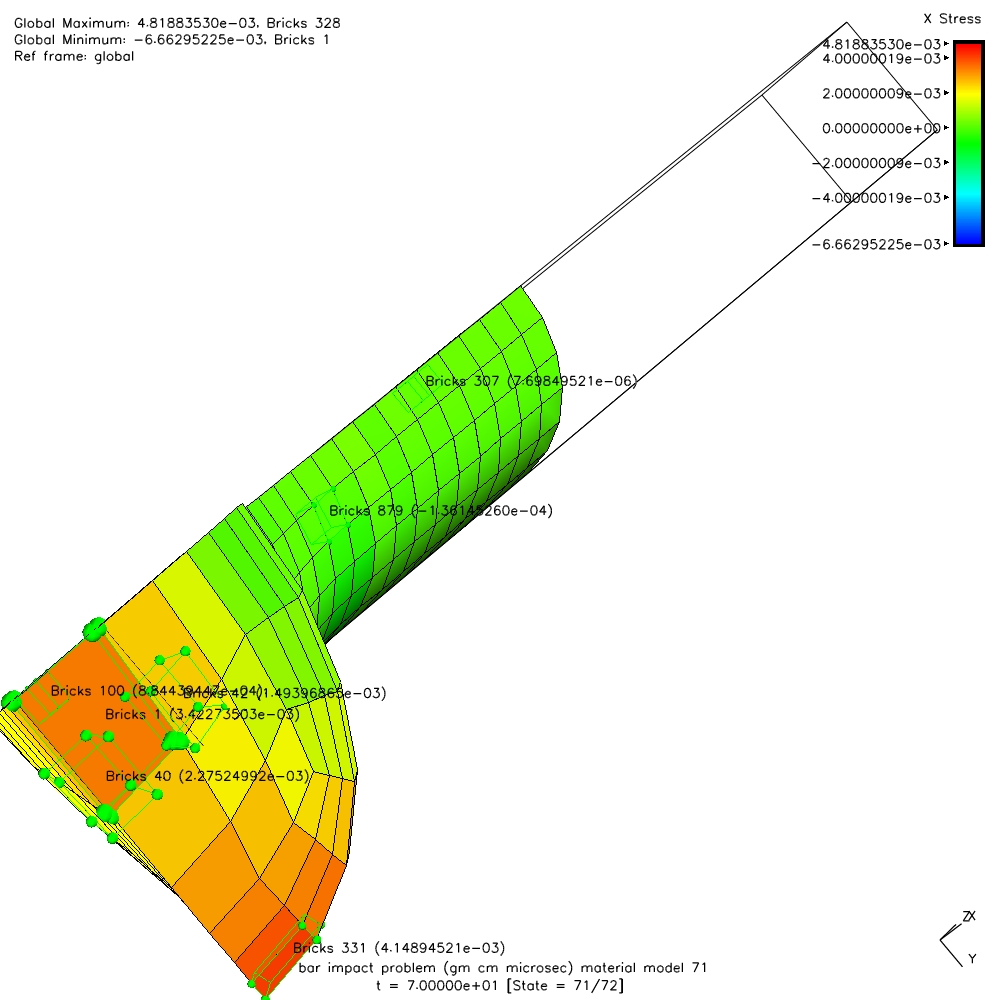 Global Maximum: 4.81883530e-03, Bricks 328
Global Minimum: -6.66295225e-03, Bricks 1
Ref frame: global
X Stress
4.81883530e-03
4.00000019e-03
2.00000009e-03
0.00000000e+00
-2.00000009e-03
-4.00000019e-03
-6.66295225e-03
Bricks 307 (7.69849521e-06)
Bricks 879 (-1.36145260e-04)
Bricks 100
Bricks 42 (1.49396865e-03)
Bricks 1 (3.42273503e-03)
Bricks 40 (2.27524992e-03)
Bricks 331 (4.14894521e-03)
bar impact problem (gm cm microsec) material model 71
t = 7.00000e+01 [State = 71/72]
Z X
Y